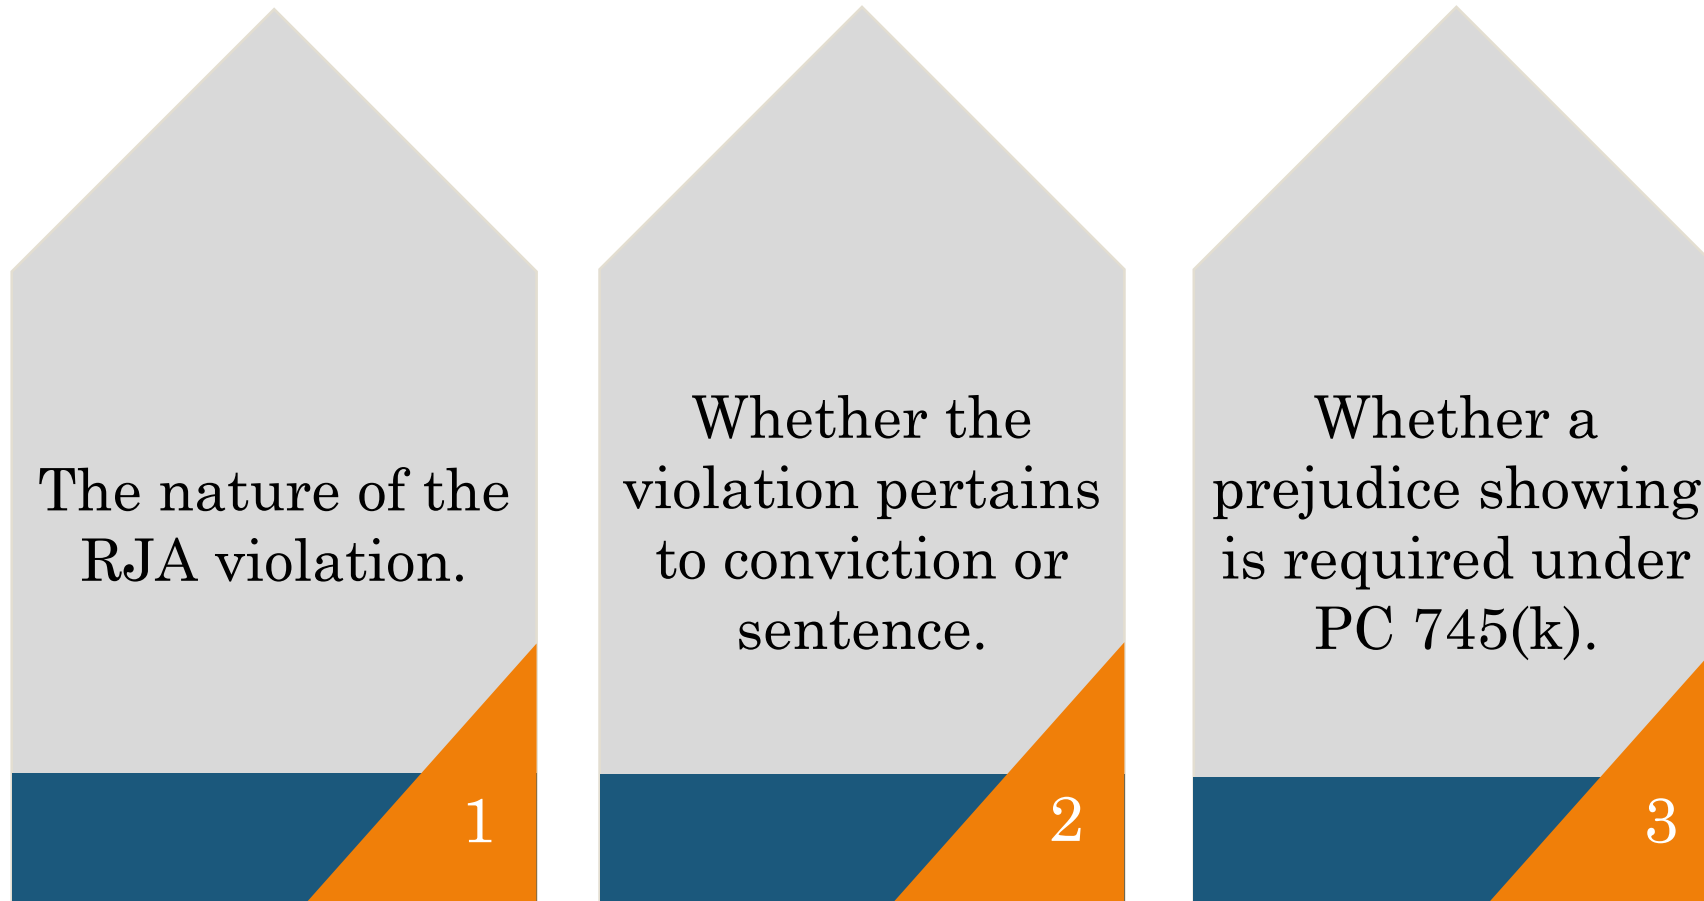 The nature of the
RJA violation.
1
Whether the
violation pertains
to conviction or
sentence.
2
Whether a
prejudice showing
is required under
PC 745(k).
3